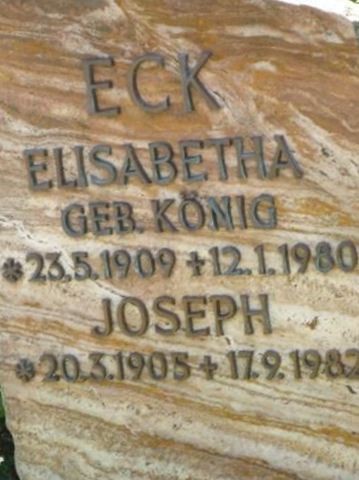 ECK
ELISABETHA
GEB. KÖNIG
*23.5.1909 +12.1.1980
JOSEPH
*20.3.1905 +17.9.1982